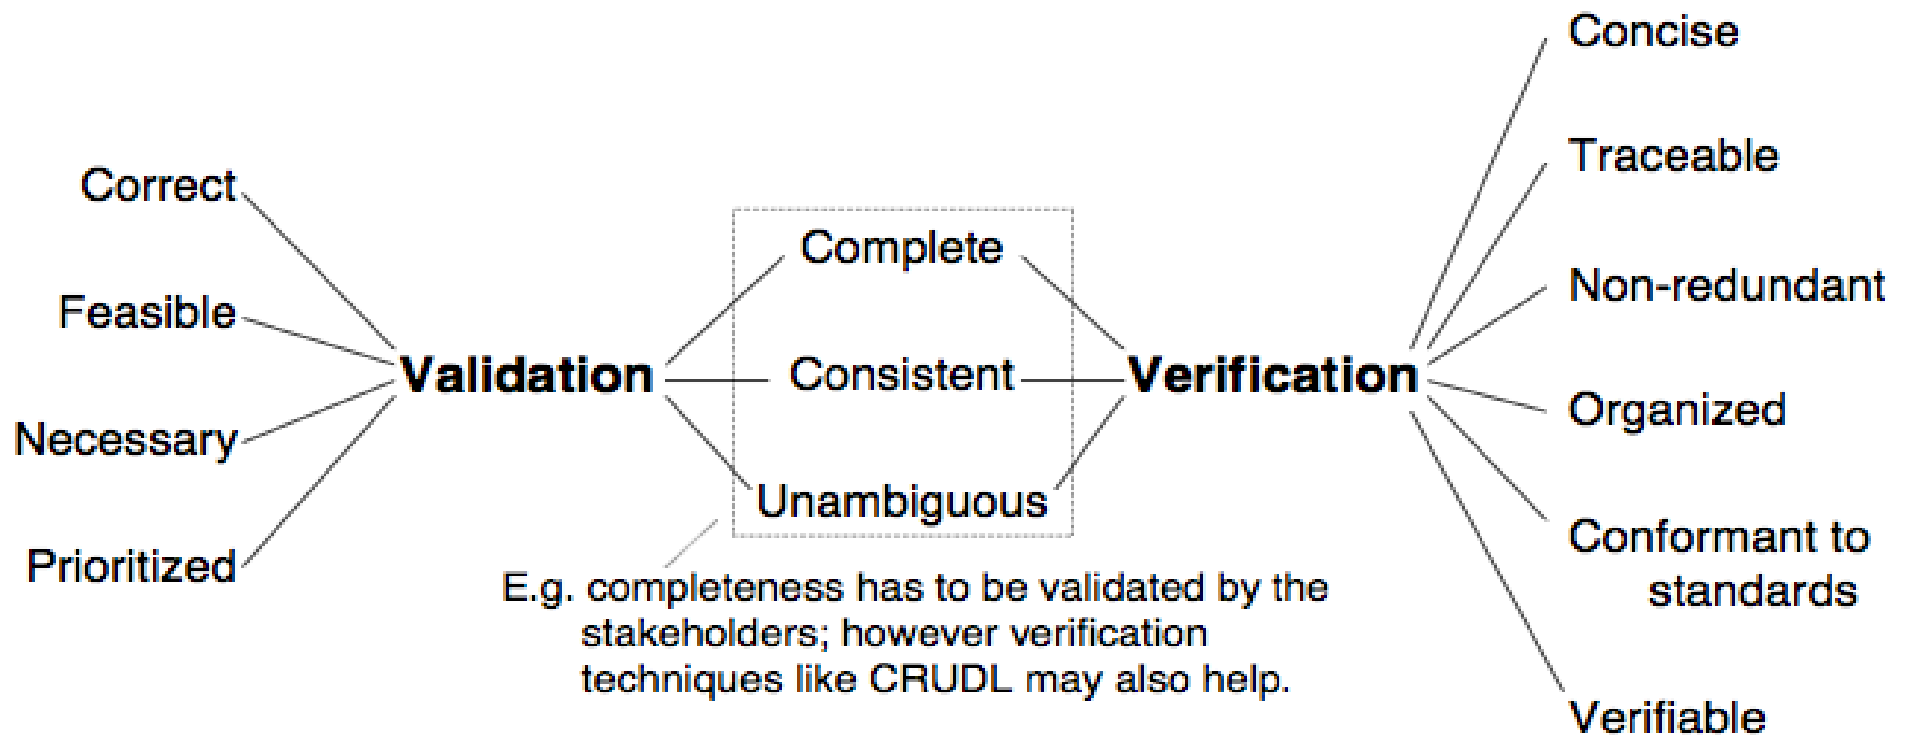 Correct
Feasible
Necessary
Prioritized
Validation
Complete
Consistent
Unambiguous
E.g. completeness has to be validated by the
stakeholders; however verification
techniques like CRUDL may also help.
Verification
Concise
Traceable
Non-redundant
Organized
Conformant to
standards
Verifiable